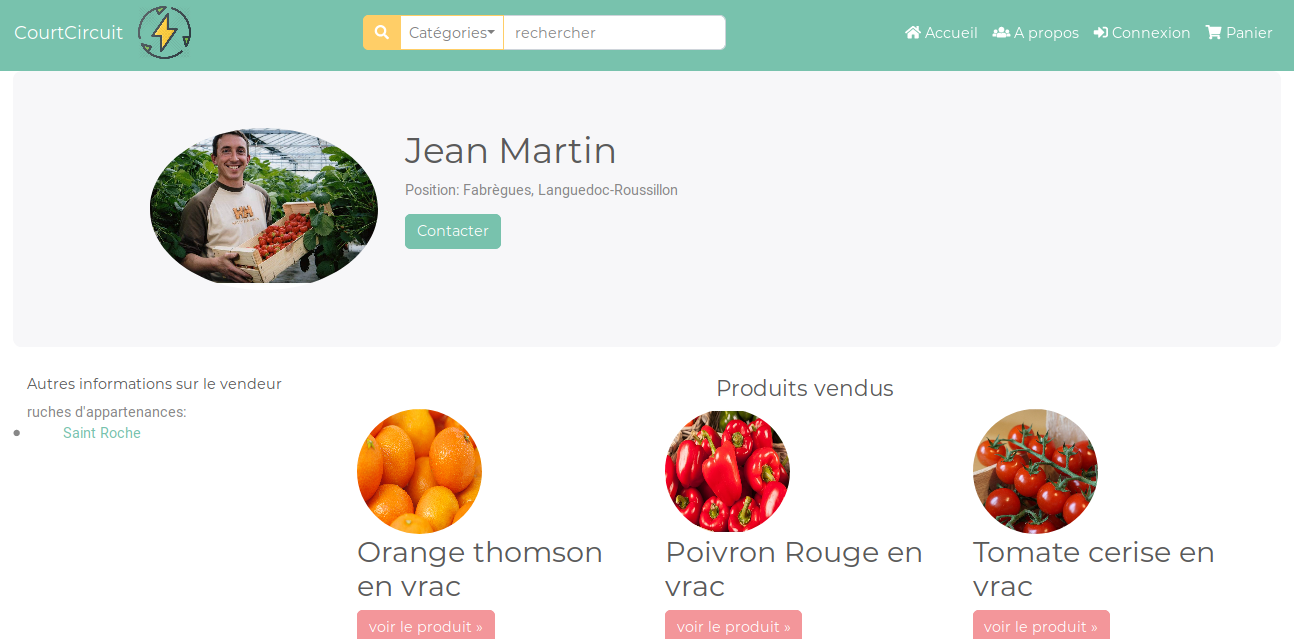 CourtCircuit
Catégories
rechercher
Accueil
A propos
Connexion
Panier
Jean Martin
Position: Fabrègues, Languedoc-Roussillon
Contacter
Autres informations sur le vendeur
ruches d'appartenances:
Saint Roche
Produits vendus
Orange thomson
en vrac
voir le produit »
Poivron Rouge en
vrac
voir le produit »
Tomate cerise en
vrac
voir le produit »